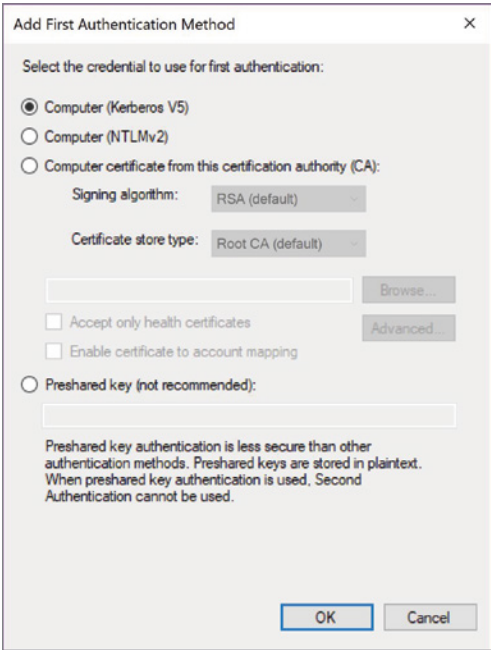 Add First Authentication Method
Select the credential to use for first authentication:
Computer (Kerberos V5)
Computer (NTLMv2)
Computer certificate from this certification authority (CA):
Signing algorithm: RSA (default)
Certificate store type: Root CA (default)
Browse...
Accept only health certificates
Advanced...
Enable certificate to account mapping
Preshared key (not recommended):
Preshared key authentication is less secure than other
authentication methods. Preshared keys are stored in plaintext.
When preshared key authentication is used, Second
Authentication cannot be used.
OK Cancel